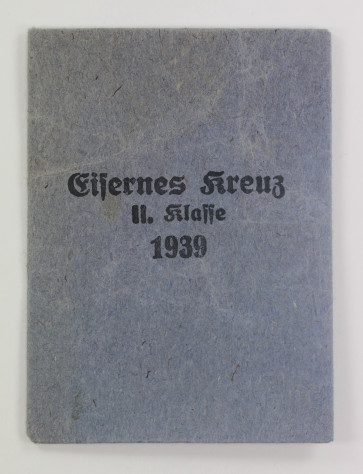 Eisernes Kreuz
II. Klasse
1939